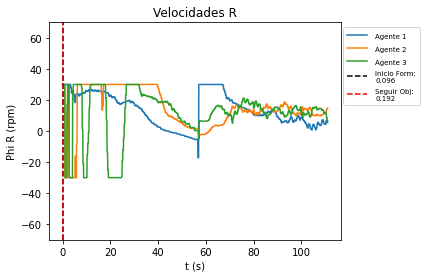 Velocidades R
Phi R (rpm)
60
40
20
0
−20
−40
−60
0
20
40
60
80
100
t (s)
Agente 1
Agente 2
Agente 3
Inicio Form:
0.096
Seguir Obj:
0.192